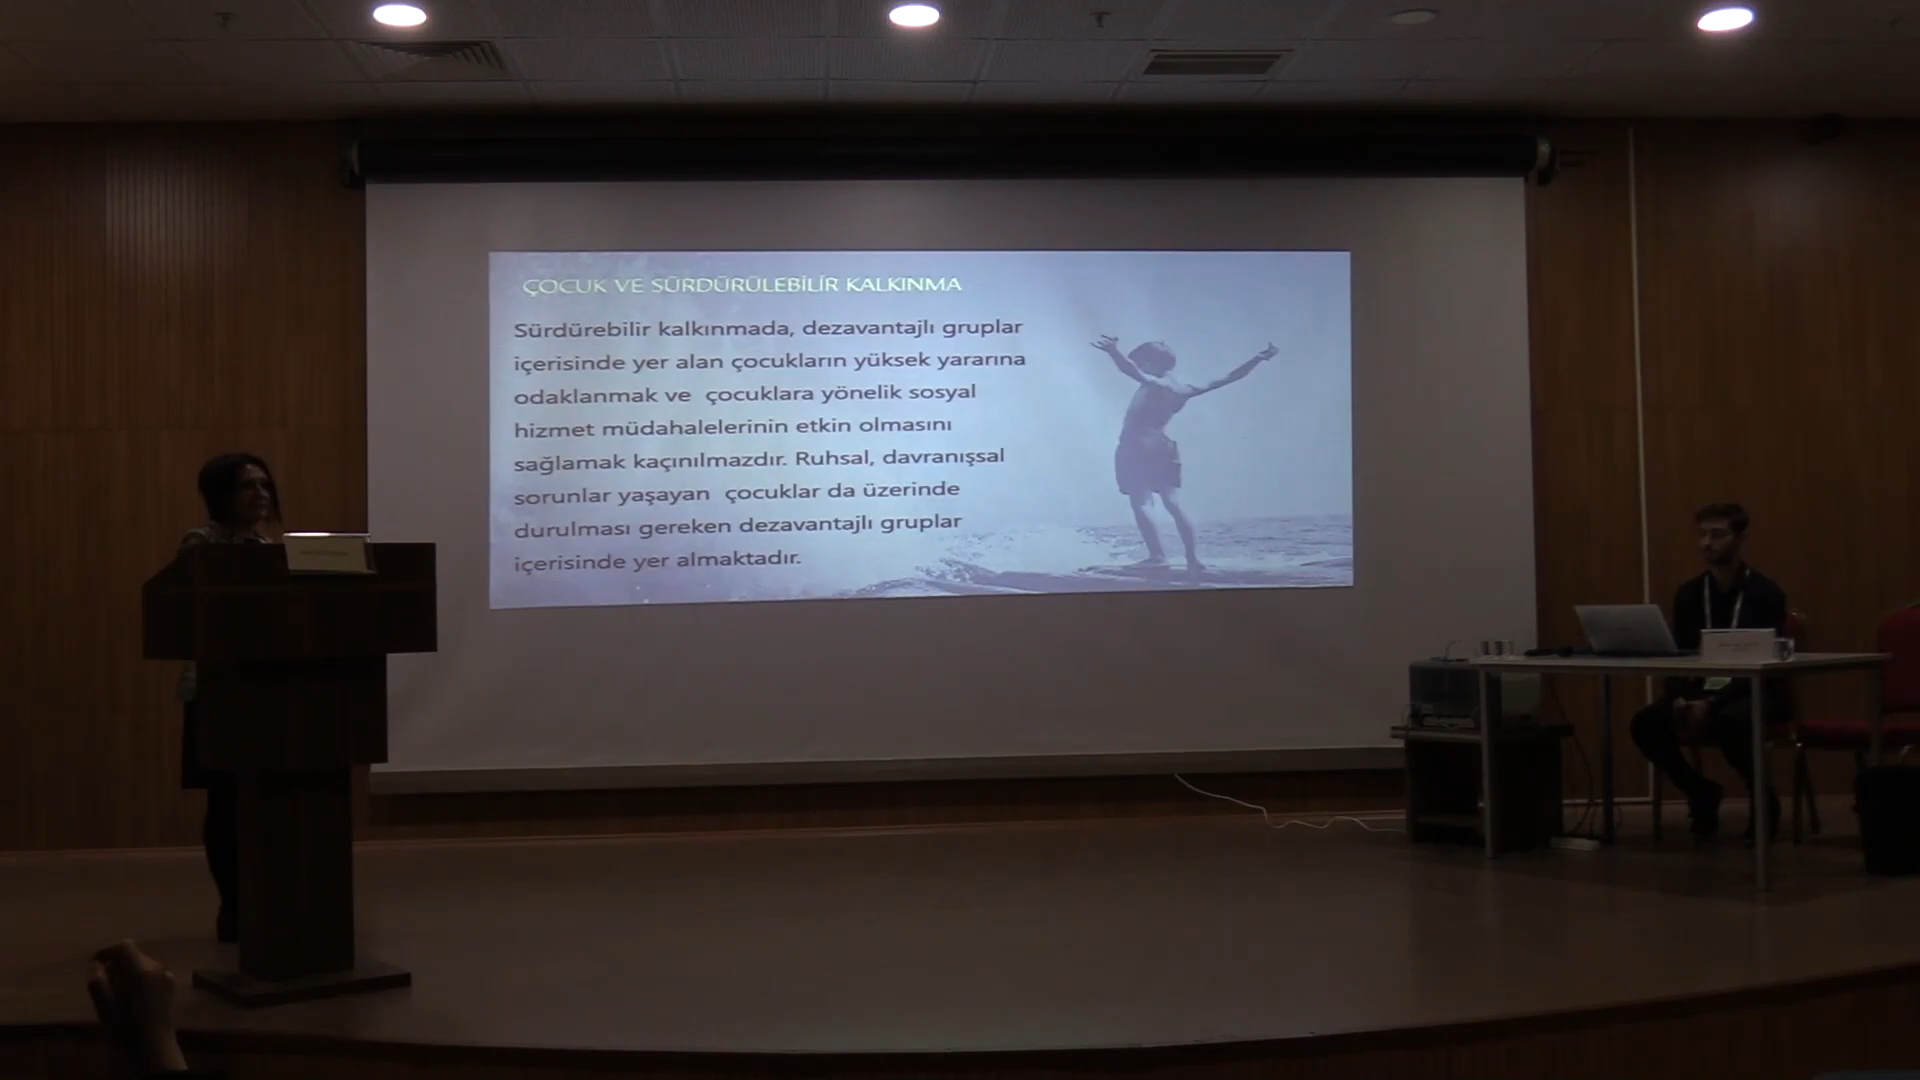 ÇOCUK VE SÜRDÜRÜLEBİLİR KALKINMA
Sürdürebilir kalkınmada, dezavantajlı gruplar
içerisinde yer alan çocukların yüksek yararına
odaklanmak ve çocuklara yönelik sosyal
hizmet müdahalelerinin etkin olmasını
sağlamak kaçınılmazdır. Ruhsal, davranışsal
sorunlar yaşayan çocuklar da üzerinde
durulması gereken dezavantajlı gruplar
içerisinde yer almaktadır.